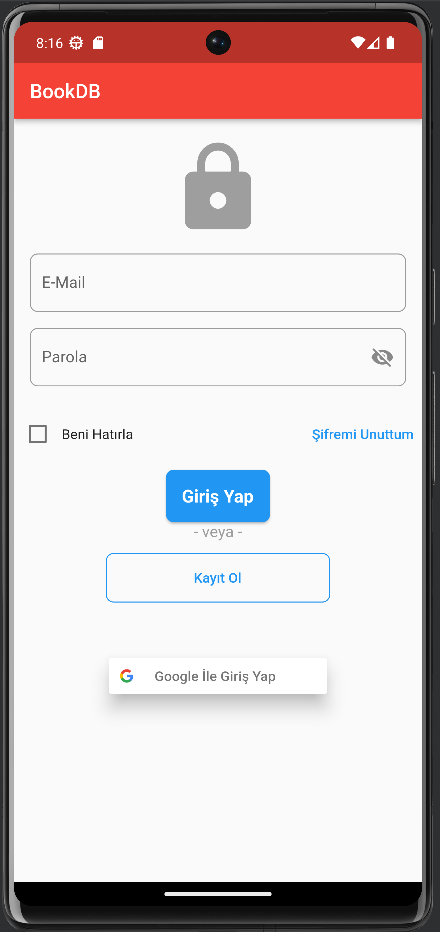 8:16
BookDB
E-Mail
Parola
Beni Hatırla
Şifremi Unuttum
Giriş Yap
- veya -
Kayıt Ol
Google İle Giriş Yap